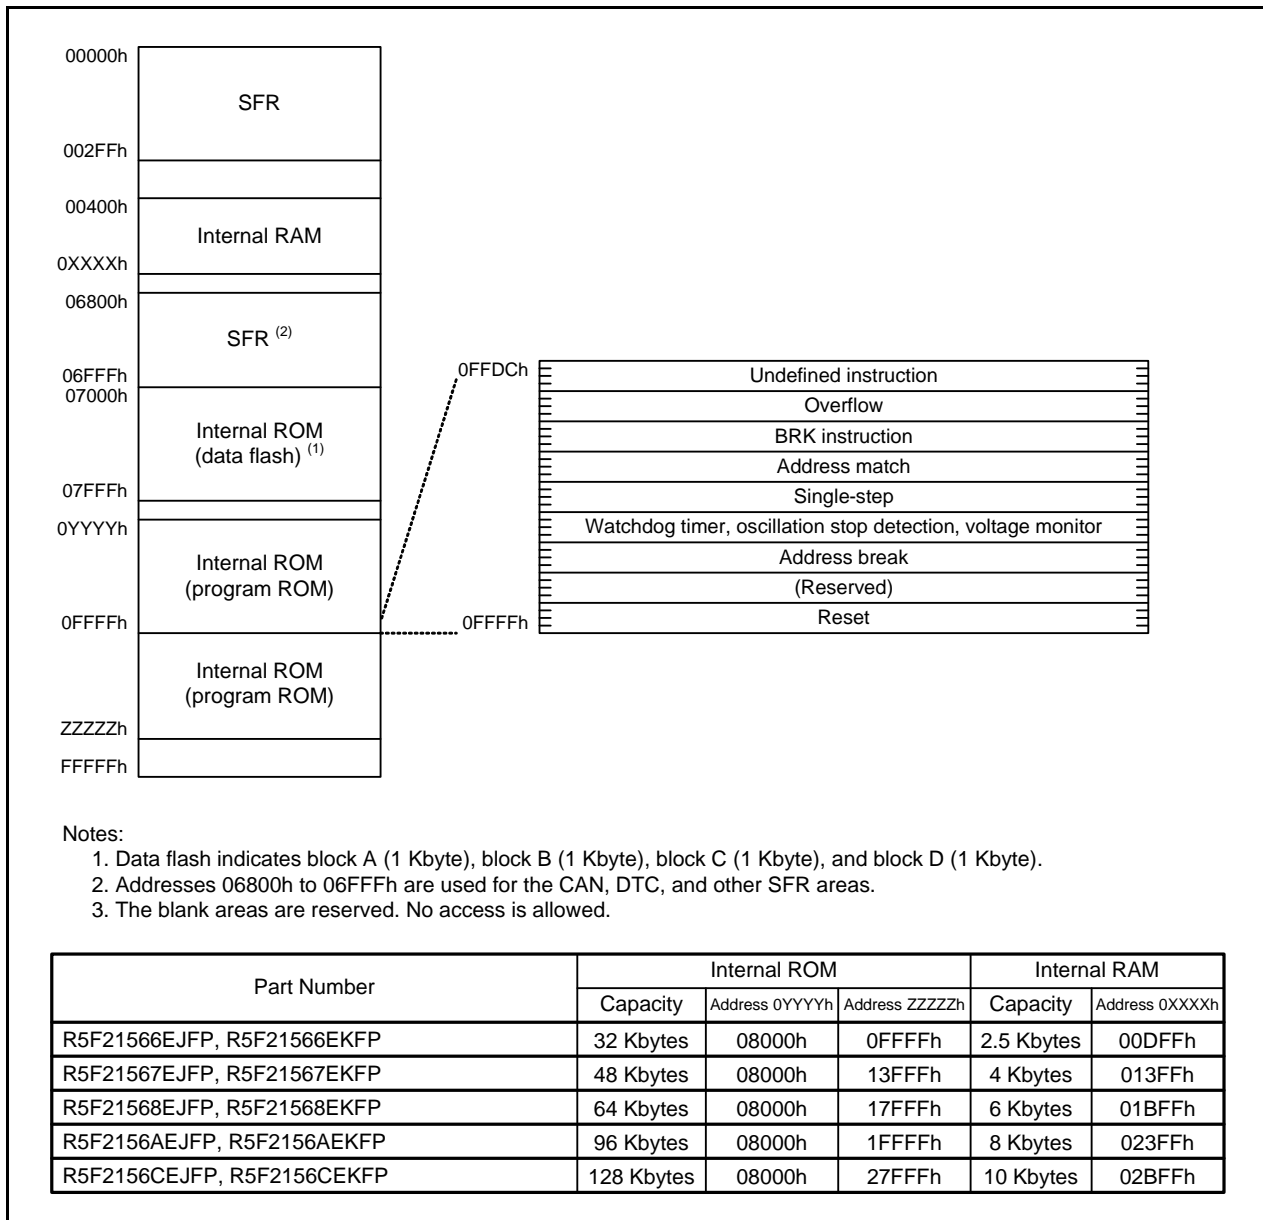 00000h
SFR
002FFh
00400h
Internal RAM
0XXXXh
06800h
SFR (2)
06FFFh
07000h
Internal ROM
(data flash) (1)
07FFFh
0YYYYh
Internal ROM
(program ROM)
0FFFFh
Internal ROM
(program ROM)
ZZZZZh
FFFFFh
0FFDCh
Undefined instruction
Overflow
BRK instruction
Address match
Single-step
Watchdog timer, oscillation stop detection, voltage monitor
Address break
(Reserved)
0FFFFh
Reset
Notes:
1. Data flash indicates block A (1 Kbyte), block B (1 Kbyte), block C (1 Kbyte), and block D (1 Kbyte).
2. Addresses 06800h to 06FFFh are used for the CAN, DTC, and other SFR areas.
3. The blank areas are reserved. No access is allowed.
Part Number Internal ROM Internal RAM
Capacity Address 0YYYYh Address ZZZZZh Capacity Address 0XXXXh
R5F21566EJFP, R5F21566EKFP 32 Kbytes 08000h 0FFFFh 2.5 Kbytes 00DFFh
R5F21567EJFP, R5F21567EKFP 48 Kbytes 08000h 13FFFh 4 Kbytes 013FFh
R5F21568EJFP, R5F21568EKFP 64 Kbytes 08000h 17FFFh 6 Kbytes 01BFFh
R5F2156AEJFP, R5F2156AEKFP 96 Kbytes 08000h 1FFFFh 8 Kbytes 023FFh
R5F2156CEJFP, R5F2156CEKFP 128 Kbytes 08000h 27FFFh 10 Kbytes 02BFFh